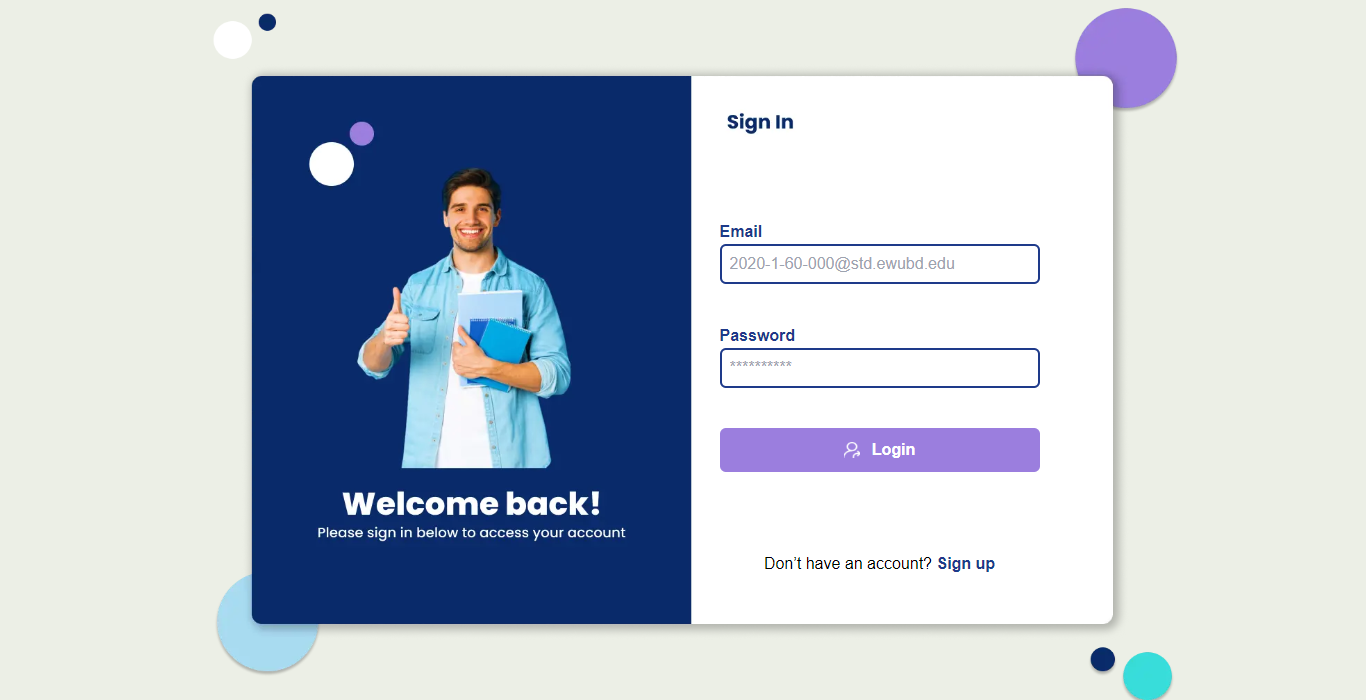 Sign In
Email
2020-1-60-000@std.ewubd.edu
Password
**********
Login
Welcome back!
Please sign in below to access your account
Don’t have an account? Sign up